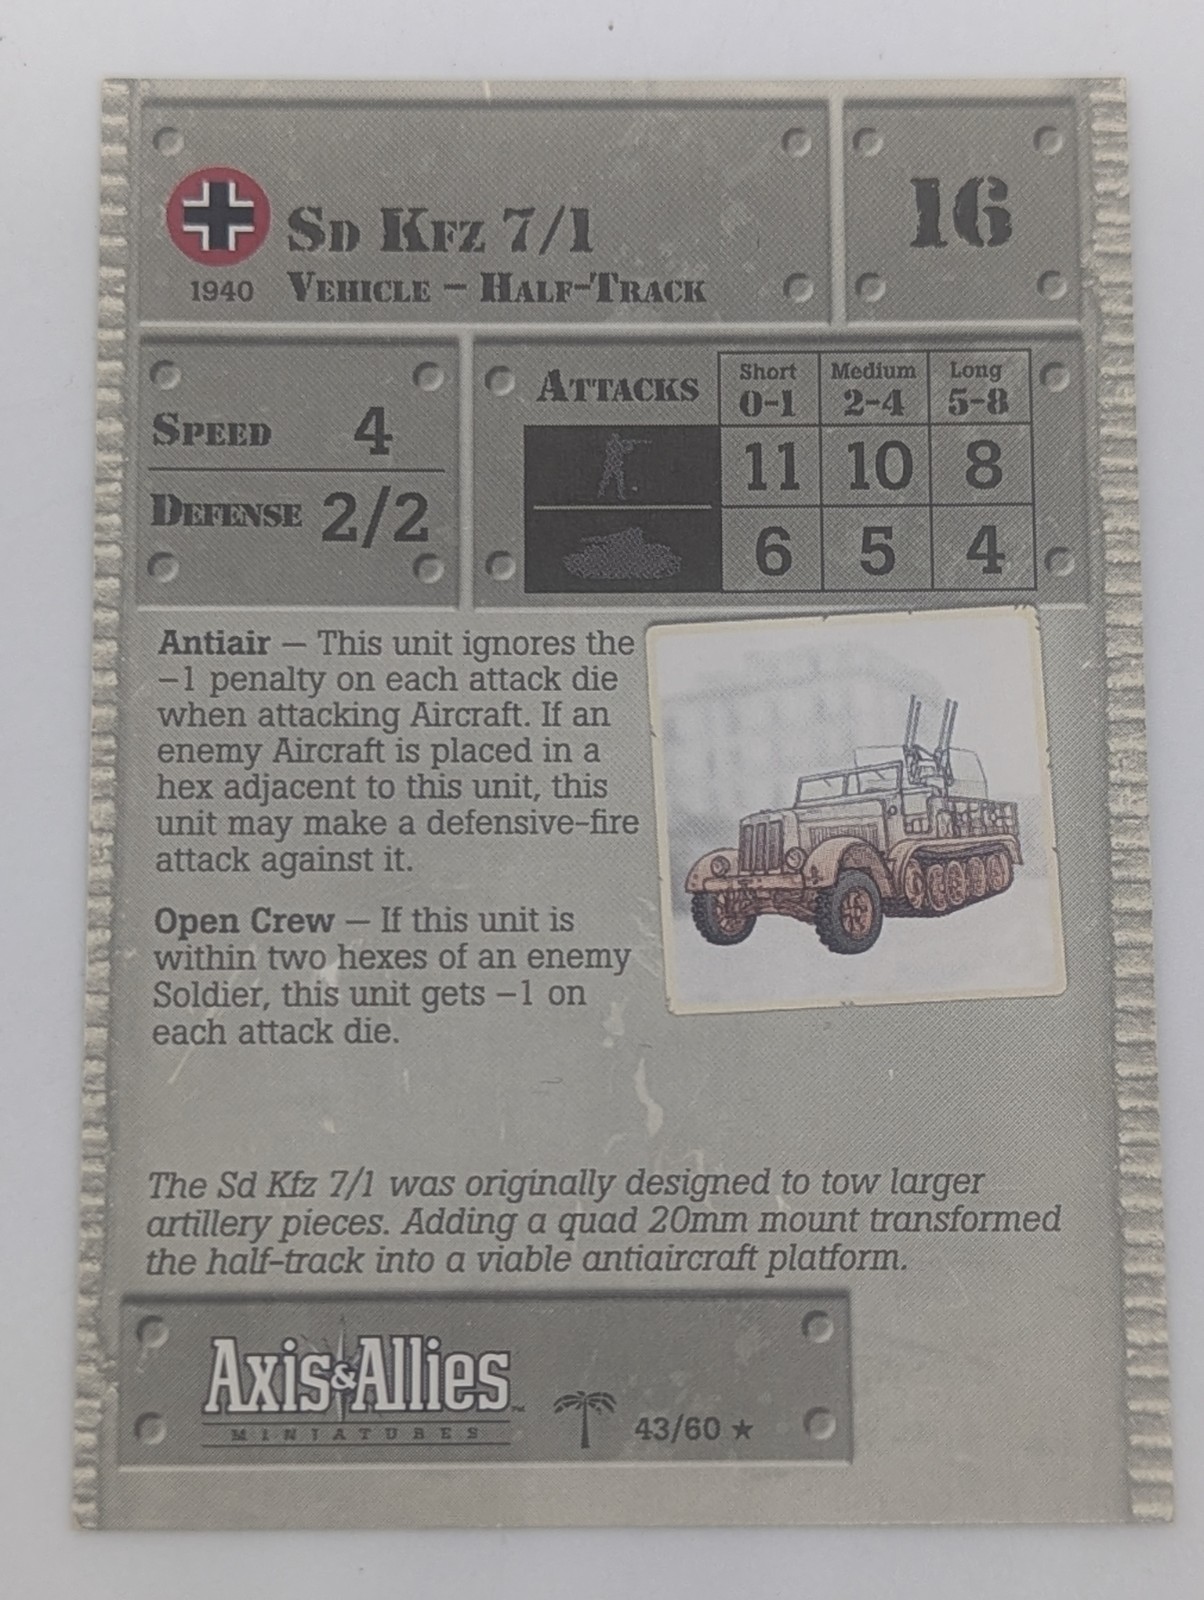 Sd Kfz 7/1
16
1940 Vehicle – Half-Track
Speed 4
Defense 2/2
Attacks
Short Medium Long
0-1 2-4 5-8
11 10 8
6 5 4
Antiair – This unit ignores the
–1 penalty on each attack die
when attacking Aircraft. If an
enemy Aircraft is placed in a
hex adjacent to this unit, this
unit may make a defensive-fire
attack against it.
Open Crew – If this unit is
within two hexes of an enemy
Soldier, this unit gets –1 on
each attack die.
The Sd Kfz 7/1 was originally designed to tow larger
artillery pieces. Adding a quad 20mm mount transformed
the half-track into a viable antiaircraft platform.
Axis & Allies™
MINIATURES
43/60 ★